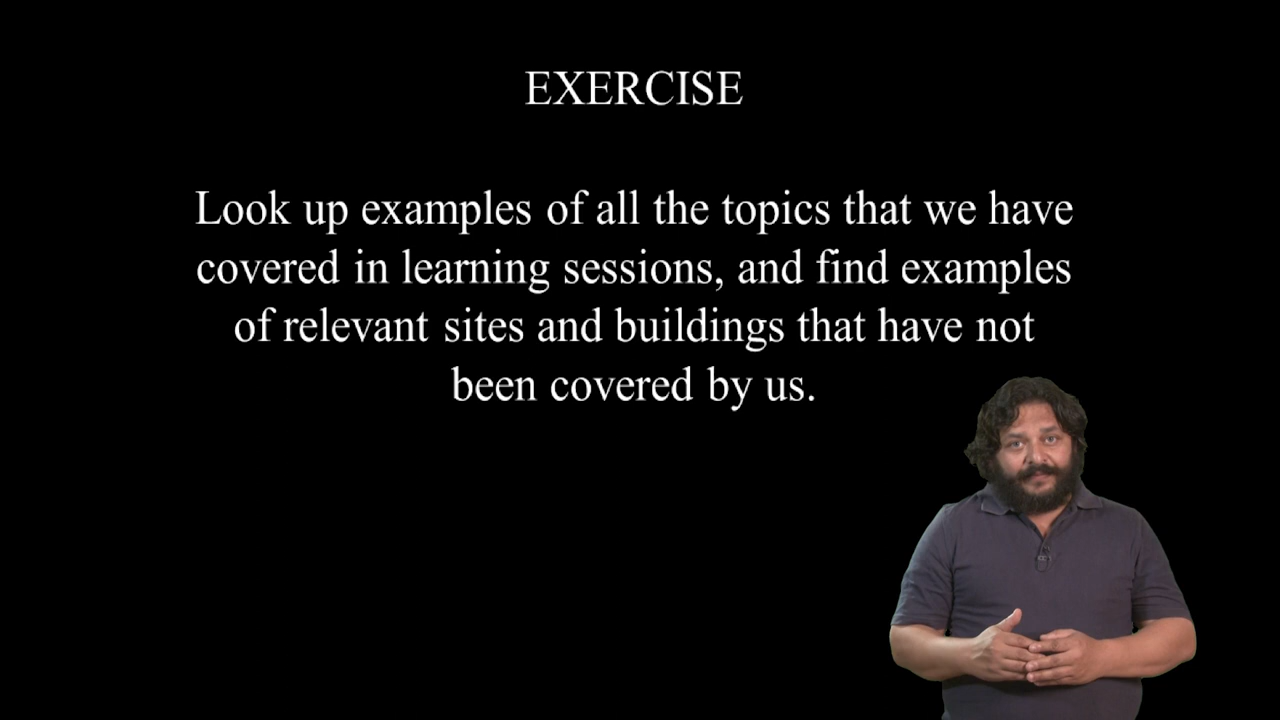 EXERCISE
Look up examples of all the topics that we have
covered in learning sessions, and find examples
of relevant sites and buildings that have not
been covered by us.